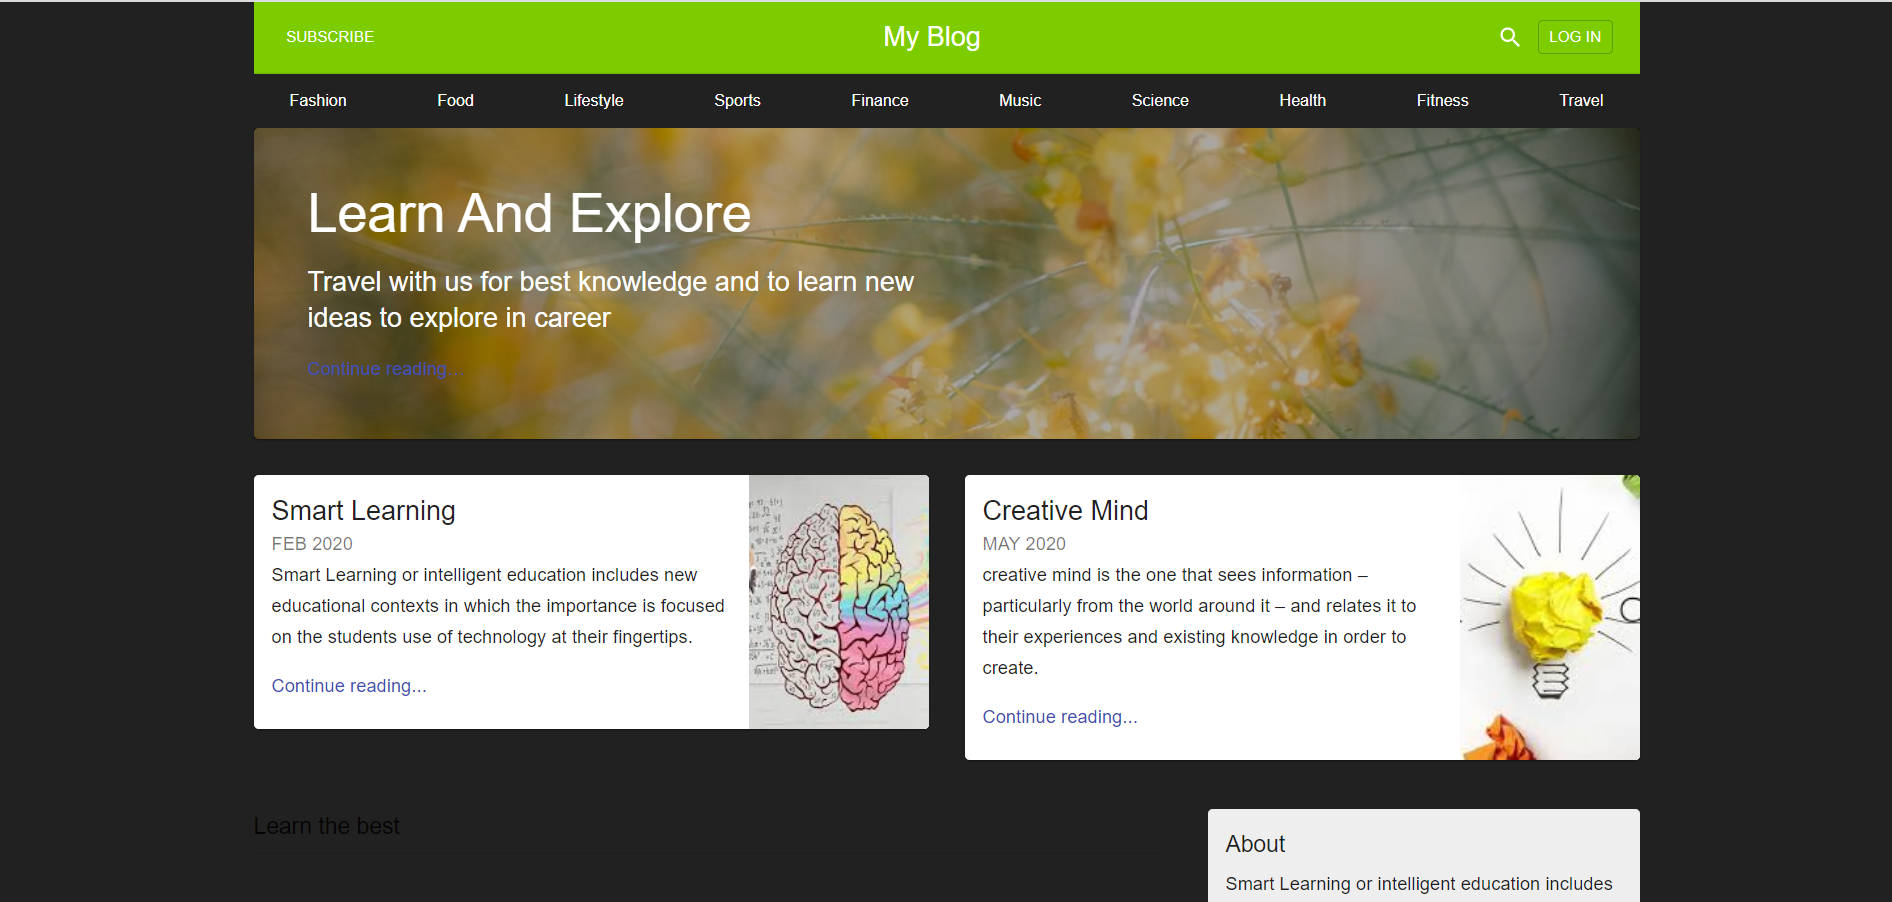 SUBSCRIBE
My Blog
LOG IN
Fashion Food Lifestyle Sports Finance Music Science Health Fitness Travel
Learn And Explore
Travel with us for best knowledge and to learn new
ideas to explore in career
Continue reading...
Smart Learning
FEB 2020
Smart Learning or intelligent education includes new
educational contexts in which the importance is focused
on the students use of technology at their fingertips.
Continue reading...
Creative Mind
MAY 2020
creative mind is the one that sees information –
particularly from the world around it – and relates it to
their experiences and existing knowledge in order to
create.
Continue reading...
Learn the best
About
Smart Learning or intelligent education includes